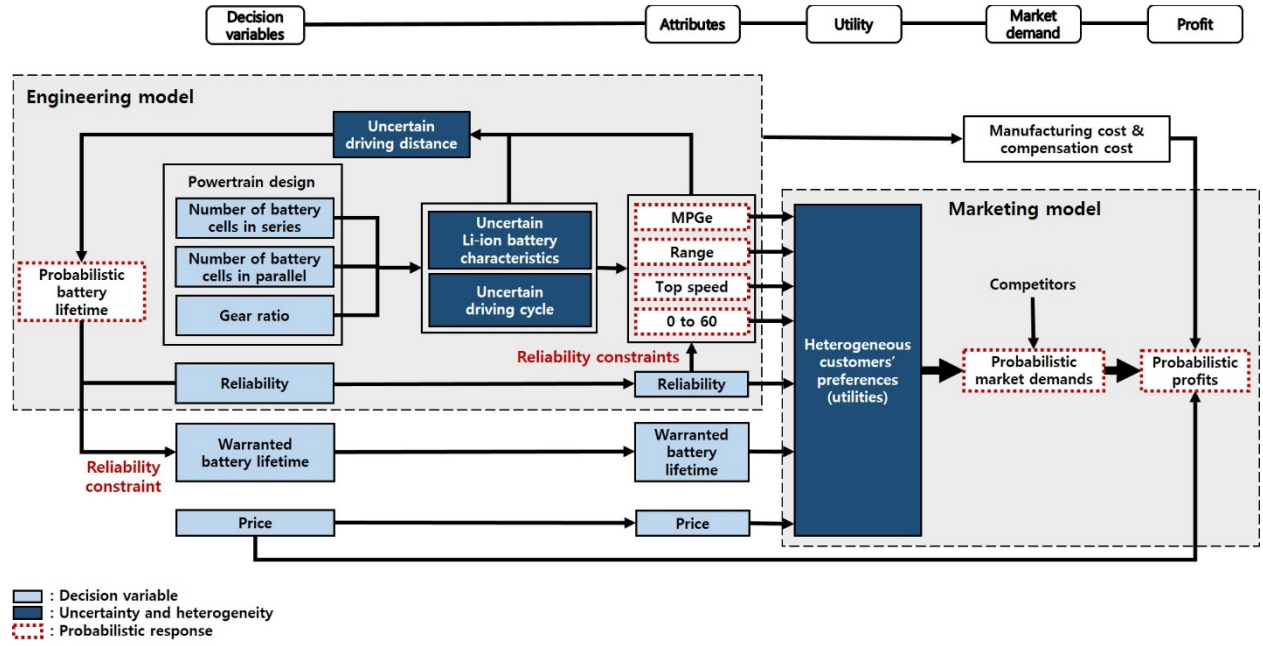 Decision
variables
Attributes
Utility
Market
demand
Profit
Engineering model
Uncertain
driving distance
Manufacturing cost &
compensation cost
Powertrain design
Number of battery
cells in series
Number of battery
cells in parallel
Gear ratio
Uncertain
Li-ion battery
characteristics
Uncertain
driving cycle
MPGe
Range
Top speed
0 to 60
Probabilistic
battery
lifetime
Reliability constraints
Reliability
Reliability
Marketing model
Competitors
Heterogeneous
customers'
preferences
(utilities)
Probabilistic
market demands
Probabilistic
profits
Reliability
constraint
Warranted
battery lifetime
Warranted
battery
lifetime
Price
Price
: Decision variable
: Uncertainty and heterogeneity
: Probabilistic response